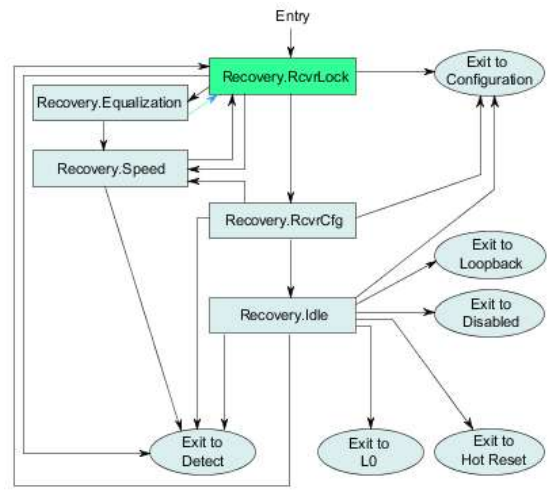 Entry
Recovery.RcvrLock
Exit to
Configuration
Recovery.Equalization
Recovery.Speed
Recovery.RcvrCfg
Exit to
Loopback
Recovery.Idle
Exit to
Disabled
Exit to
Detect
Exit to
L0
Exit to
Hot Reset